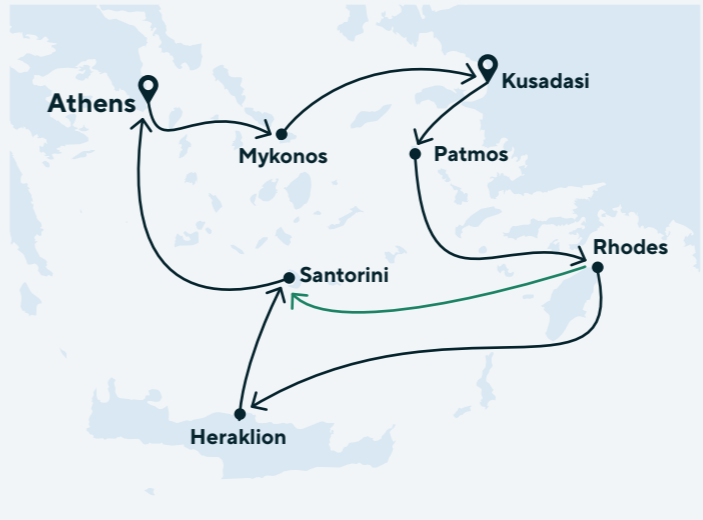 Athens
Kusadasi
Mykonos
Patmos
Rhodes
Santorini
Heraklion